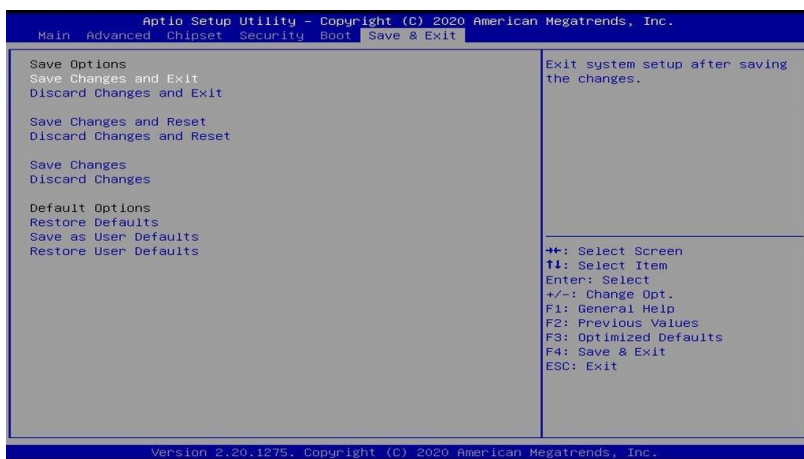 Aptio Setup Utility – Copyright (C) 2020 American Megatrends, Inc.
Main Advanced Chipset Security Boot Save & Exit
Save Options
Save Changes and Exit
Discard Changes and Exit
Save Changes and Reset
Discard Changes and Reset
Save Changes
Discard Changes
Default Options
Restore Defaults
Save as User Defaults
Restore User Defaults
Exit system setup after saving
the changes.
→←: Select Screen
↑↓: Select Item
Enter: Select
+/-: Change Opt.
F1: General Help
F2: Previous Values
F3: Optimized Defaults
F4: Save & Exit
ESC: Exit
Version 2.20.1275. Copyright (C) 2020 American Megatrends, Inc.